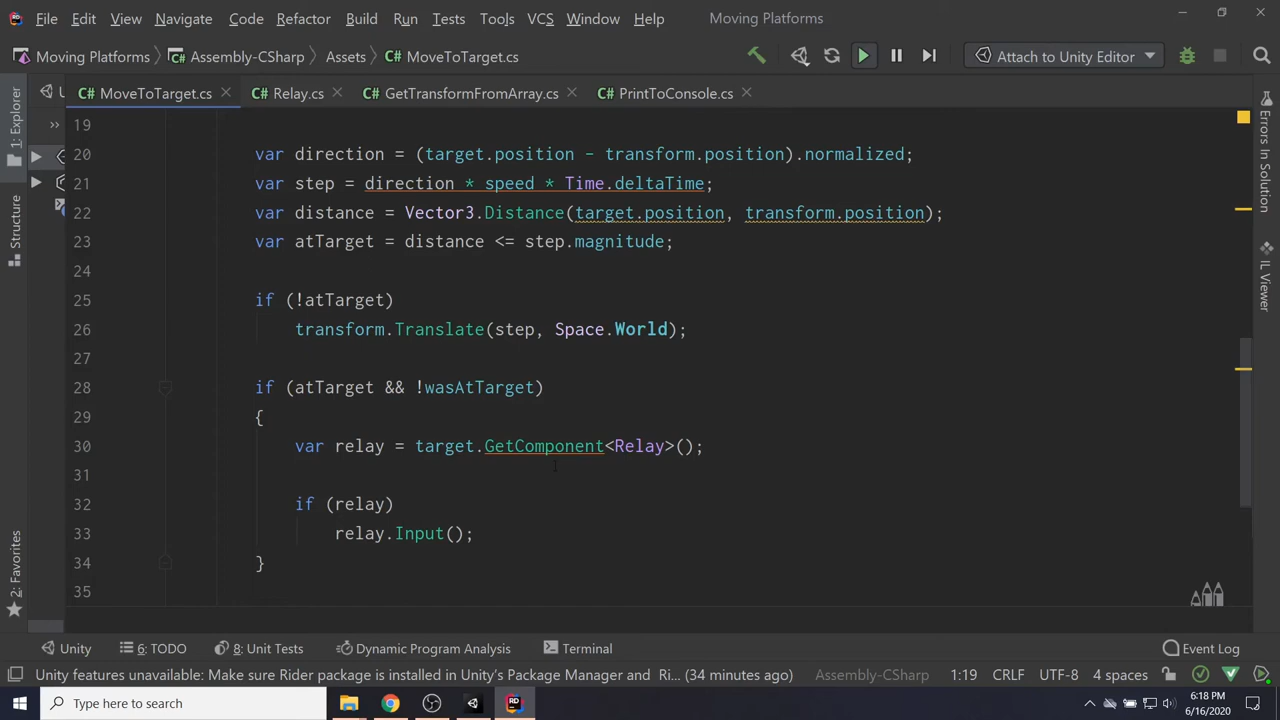 File Edit View Navigate Code Refactor Build Run Tests Tools VCS Window Help Moving Platforms
Moving Platforms Assembly-CSharp Assets MoveToTarget.cs Attach to Unity Editor
C# MoveToTarget.cs C# Relay.cs C# GetTransformFromArray.cs C# PrintToConsole.cs
1: Explorer
Structure
2: Favorites
19
20 var direction = (target.position - transform.position).normalized;
21 var step = direction * speed * Time.deltaTime;
22 var distance = Vector3.Distance(target.position, transform.position);
23 var atTarget = distance <= step.magnitude;
24
25 if (!atTarget)
26 transform.Translate(step, Space.World);
27
28 if (atTarget && !wasAtTarget)
29 {
30 var relay = target.GetComponent<Relay>();
31
32 if (relay)
33 relay.Input();
34 }
35
Errors In Solution
IL Viewer
Unity 6: TODO 8: Unit Tests Dynamic Program Analysis Terminal Event Log
Unity features unavailable: Make sure Rider package is installed in Unity's Package Manager and Ri... (34 minutes ago) Assembly-CSharp 1:19 CRLF UTF-8 4 spaces
Type here to search
6:18 PM
6/16/2020